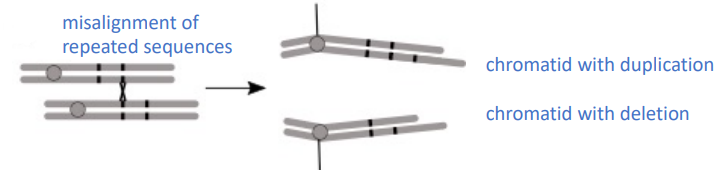 misalignment of
repeated sequences
chromatid with duplication
chromatid with deletion